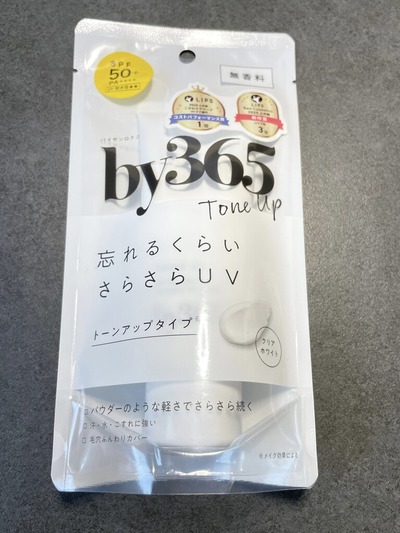 SPF
50+
PA++++
無香料
LIPS
コストパフォーマンス賞
1位
LIPS
3位
バイサンロクゴ
by365
Tone Up
忘れるくらい
さらさらUV
トーンアップタイプ※
クリア
ホワイト
□パウダーのような軽さでさらさら続く
□汗・水・こすれに強い
□毛穴ふんわりカバー
※メイク効果による